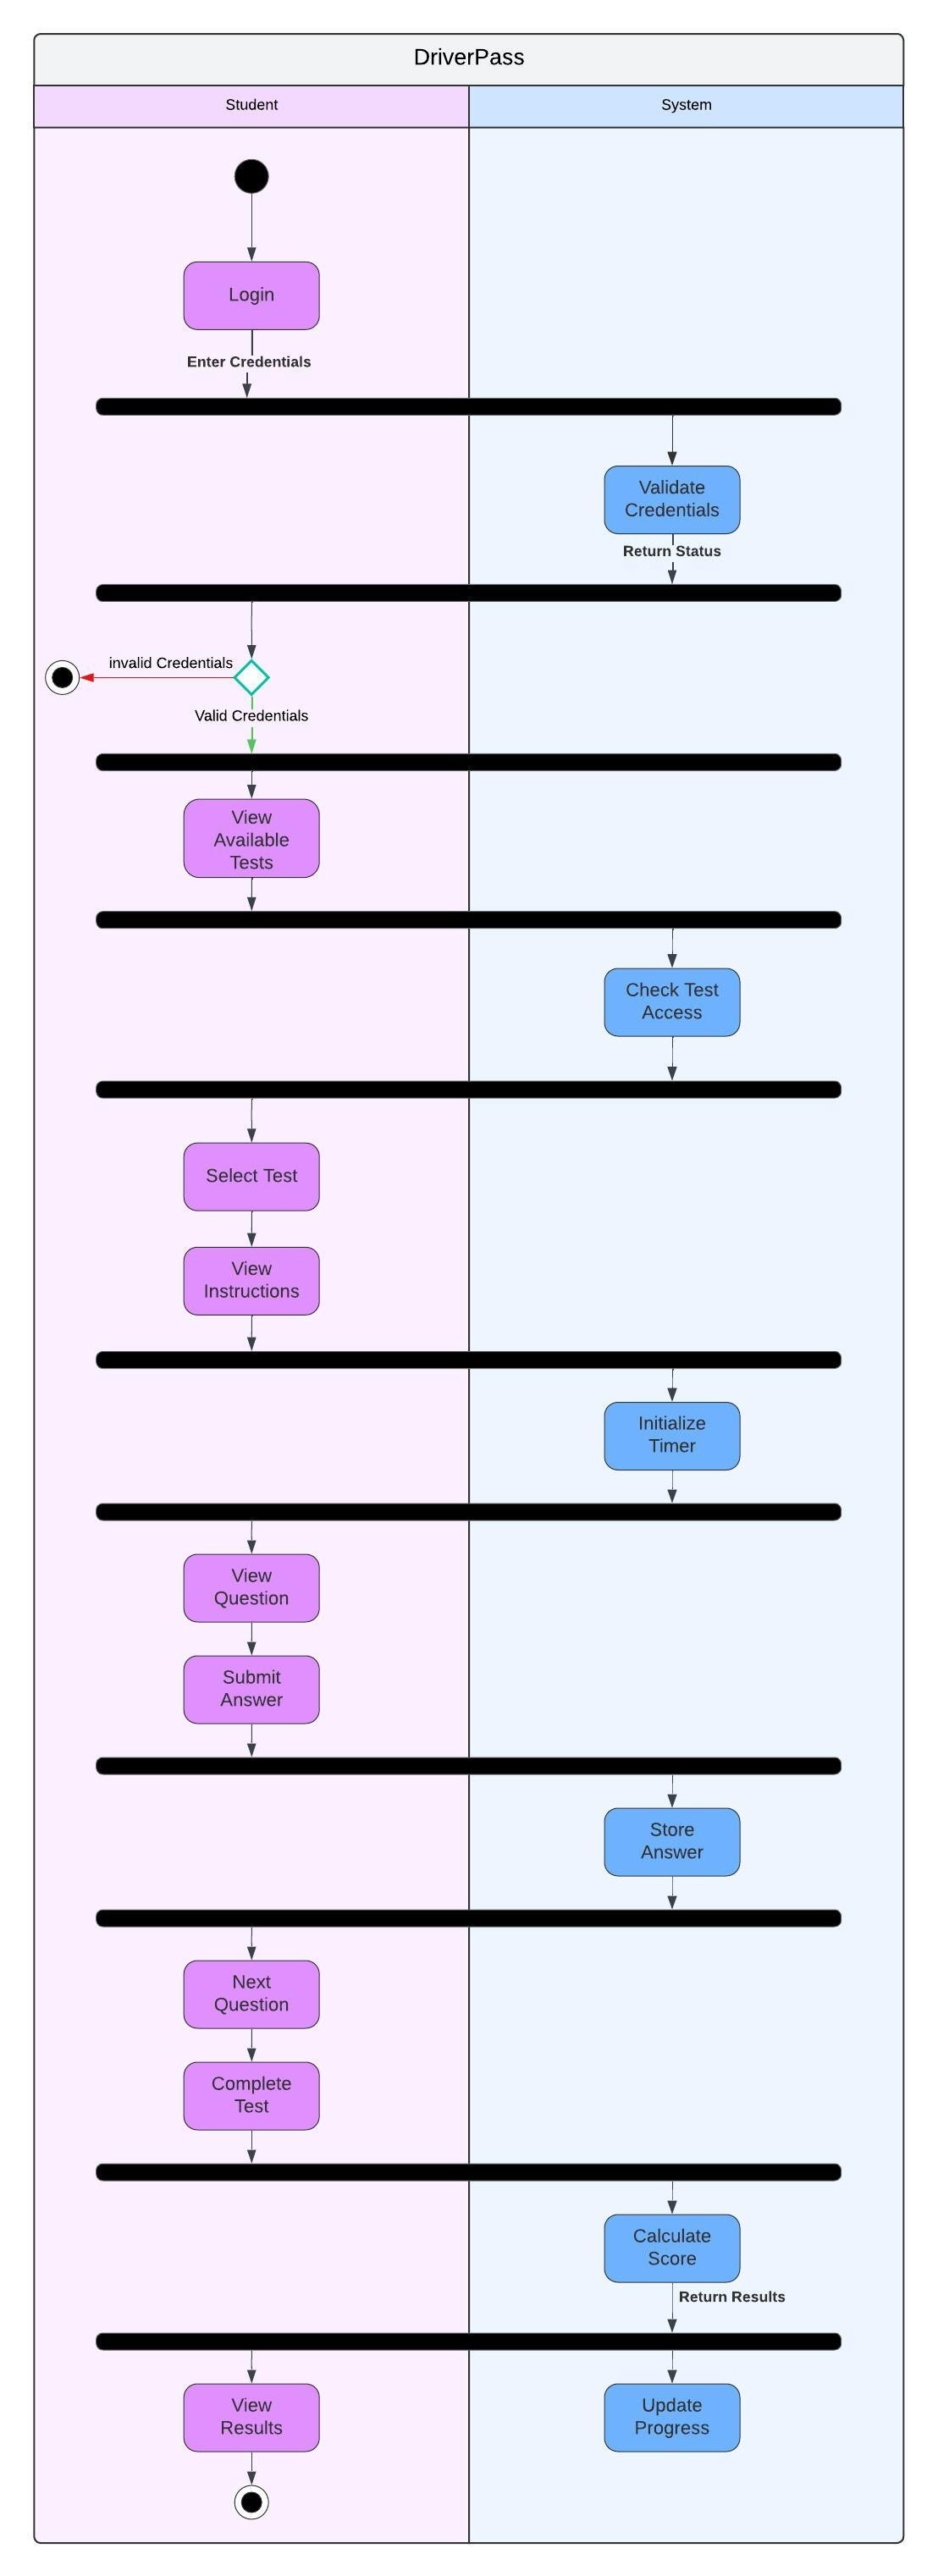 DriverPass
Student
System
Login
Enter Credentials
Validate
Credentials
Return Status
invalid Credentials
Valid Credentials
View
Available
Tests
Check Test
Access
Select Test
View
Instructions
Initialize
Timer
View
Question
Submit
Answer
Store
Answer
Next
Question
Complete
Test
Calculate
Score
Return Results
View
Results
Update
Progress